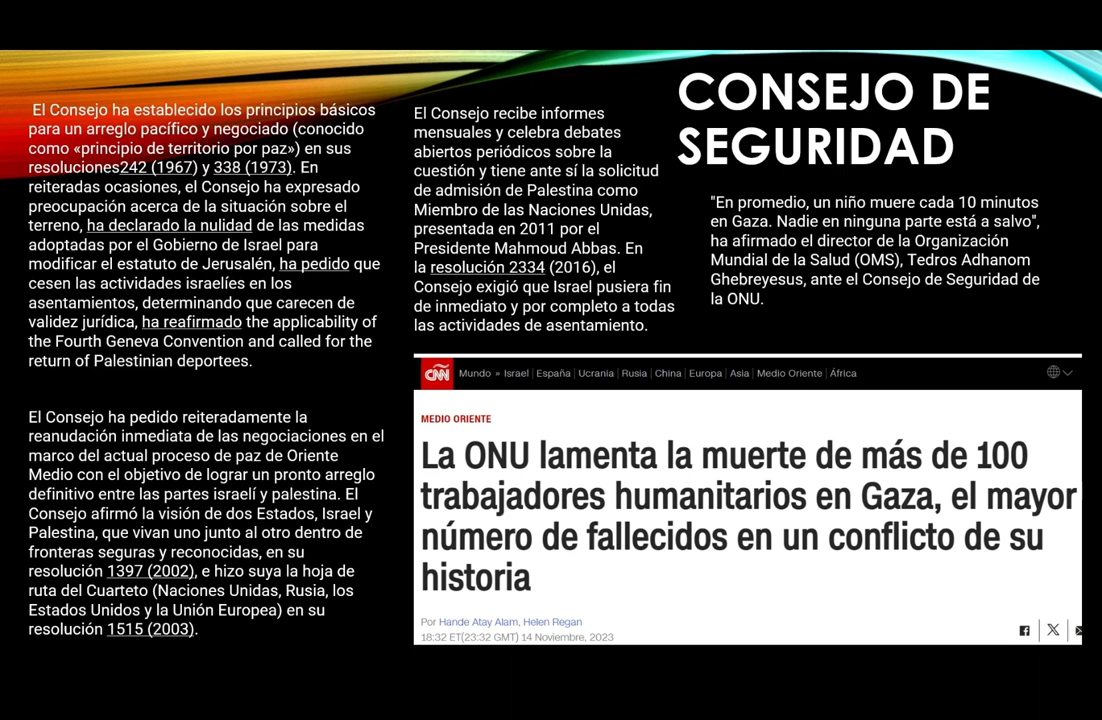 CONSEJO DE
SEGURIDAD
El Consejo ha establecido los principios básicos
para un arreglo pacífico y negociado (conocido
como «principio de territorio por paz») en sus
resoluciones242 (1967) y 338 (1973). En
reiteradas ocasiones, el Consejo ha expresado
preocupación acerca de la situación sobre el
terreno, ha declarado la nulidad de las medidas
adoptadas por el Gobierno de Israel para
modificar el estatuto de Jerusalén, ha pedido que
cesen las actividades israelíes en los
asentamientos, determinando que carecen de
validez jurídica, ha reafirmado the applicability of
the Fourth Geneva Convention and called for the
return of Palestinian deportees.
El Consejo ha pedido reiteradamente la
reanudación inmediata de las negociaciones en el
marco del actual proceso de paz de Oriente
Medio con el objetivo de lograr un pronto arreglo
definitivo entre las partes israelí y palestina. El
Consejo afirmó la visión de dos Estados, Israel y
Palestina, que vivan uno junto al otro dentro de
fronteras seguras y reconocidas, en su
resolución 1397 (2002), e hizo suya la hoja de
ruta del Cuarteto (Naciones Unidas, Rusia, los
Estados Unidos y la Unión Europea) en su
resolución 1515 (2003).
El Consejo recibe informes
mensuales y celebra debates
abiertos periódicos sobre la
cuestión y tiene ante sí la solicitud
de admisión de Palestina como
Miembro de las Naciones Unidas,
presentada en 2011 por el
Presidente Mahmoud Abbas. En
la resolución 2334 (2016), el
Consejo exigió que Israel pusiera fin
de inmediato y por completo a todas
las actividades de asentamiento.
"En promedio, un niño muere cada 10 minutos
en Gaza. Nadie en ninguna parte está a salvo",
ha afirmado el director de la Organización
Mundial de la Salud (OMS), Tedros Adhanom
Ghebreyesus, ante el Consejo de Seguridad de
la ONU.
CNN Mundo » Israel | España | Ucrania | Rusia | China | Europa | Asia | Medio Oriente | África
MEDIO ORIENTE
La ONU lamenta la muerte de más de 100
trabajadores humanitarios en Gaza, el mayor
número de fallecidos en un conflicto de su
historia
Por Hande Atay Alam, Helen Regan
18:32 ET(23:32 GMT) 14 Noviembre, 2023